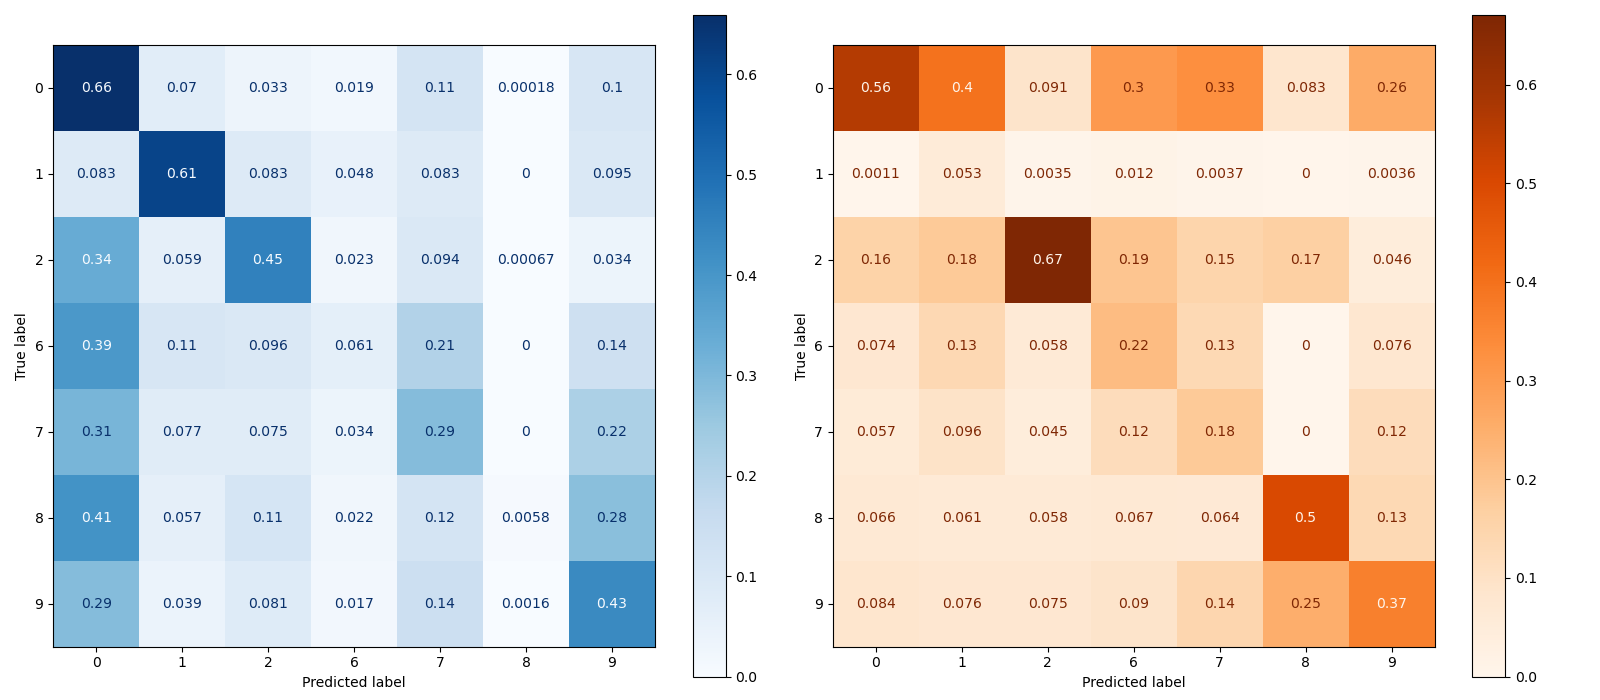 0 0.66 0.07 0.033 0.019 0.11 0.00018 0.1
1 0.083 0.61 0.083 0.048 0.083 0 0.095
2 0.34 0.059 0.45 0.023 0.094 0.00067 0.034
6 0.39 0.11 0.096 0.061 0.21 0 0.14
7 0.31 0.077 0.075 0.034 0.29 0 0.22
8 0.41 0.057 0.11 0.022 0.12 0.0058 0.28
9 0.29 0.039 0.081 0.017 0.14 0.0016 0.43
0 1 2 6 7 8 9
Predicted label
True label
0.6
0.5
0.4
0.3
0.2
0.1
0.0
0 0.56 0.4 0.091 0.3 0.33 0.083 0.26
1 0.0011 0.053 0.0035 0.012 0.0037 0 0.0036
2 0.16 0.18 0.67 0.19 0.15 0.17 0.046
6 0.074 0.13 0.058 0.22 0.13 0 0.076
7 0.057 0.096 0.045 0.12 0.18 0 0.12
8 0.066 0.061 0.058 0.067 0.064 0.5 0.13
9 0.084 0.076 0.075 0.09 0.14 0.25 0.37
0 1 2 6 7 8 9
Predicted label
True label
0.6
0.5
0.4
0.3
0.2
0.1
0.0